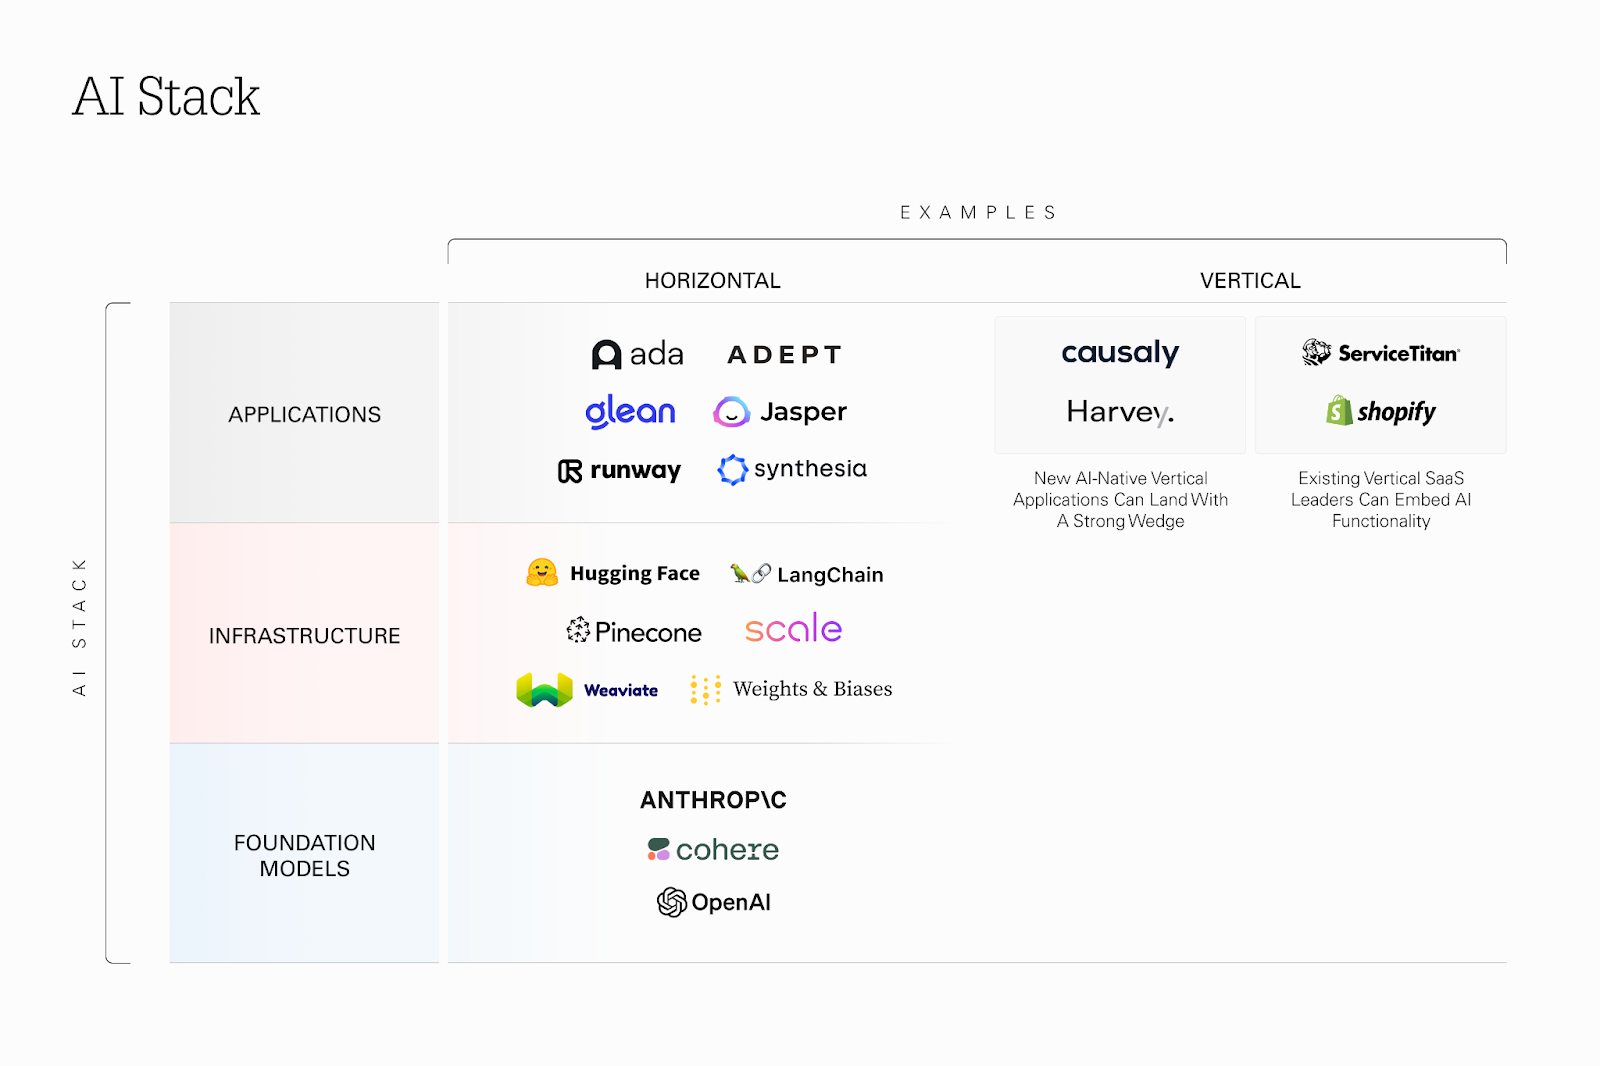 AI Stack
EXAMPLES
HORIZONTAL
VERTICAL
AI STACK
APPLICATIONS
ada
ADEPT
glean
Jasper
runway
synthesia
causaly
Harvey.
New AI-Native Vertical
Applications Can Land With
A Strong Wedge
ServiceTitan®
shopify
Existing Vertical SaaS
Leaders Can Embed AI
Functionality
INFRASTRUCTURE
Hugging Face
LangChain
Pinecone
scale
Weaviate
Weights & Biases
FOUNDATION
MODELS
ANTHROP\C
cohere
OpenAI